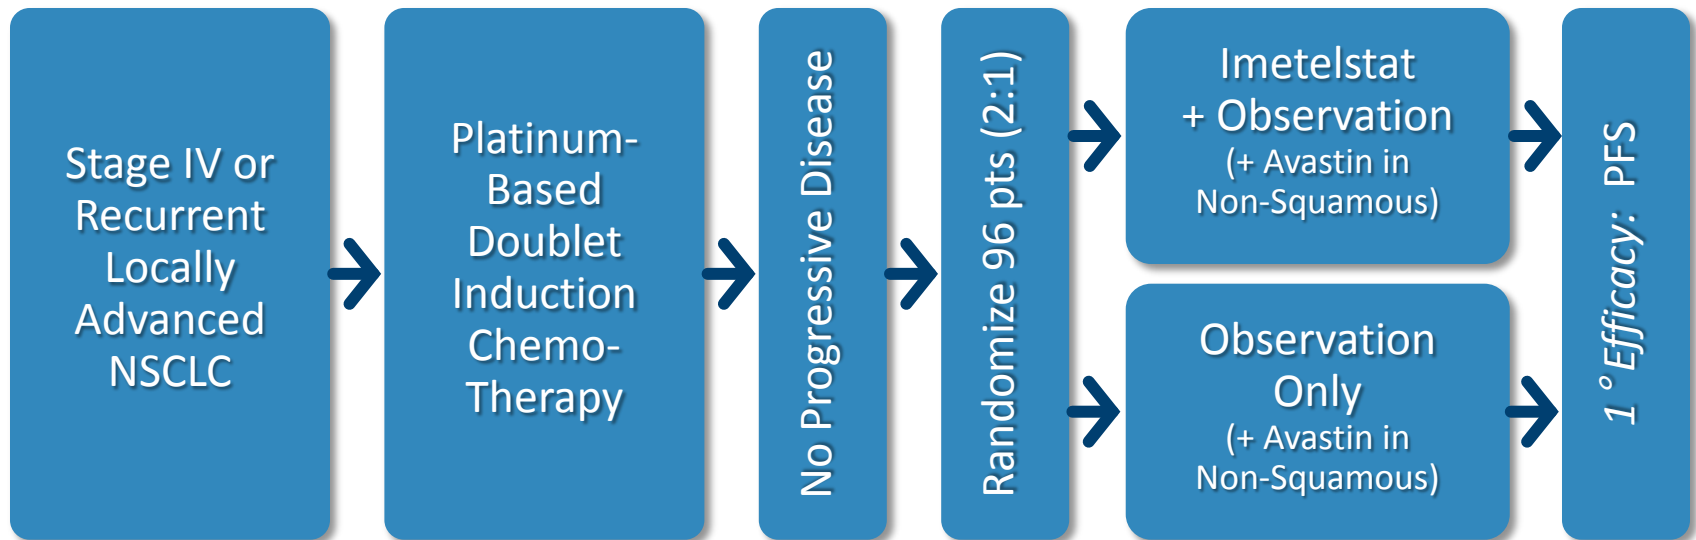 Stage IV or
Recurrent
Locally
Advanced
NSCLC
Platinum-
Based
Doublet
Induction
Chemo-
Therapy
No Progressive Disease
Randomize 96 pts (2:1)
Imetelstat
+ Observation
(+ Avastin in
Non-Squamous)
Observation
Only
(+ Avastin in
Non-Squamous)
1° Efficacy: PFS